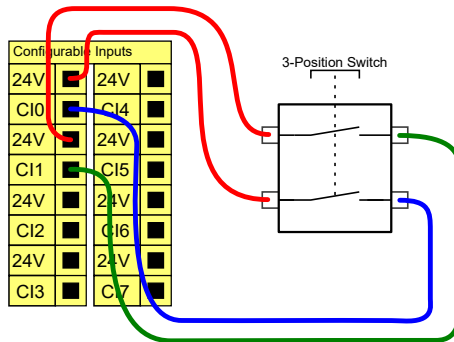 Configurable Inputs
24V 24V
CI0 CI4
24V 24V
CI1 CI5
24V 24V
CI2 CI6
24V 24V
CI3 CI7
3-Position Switch